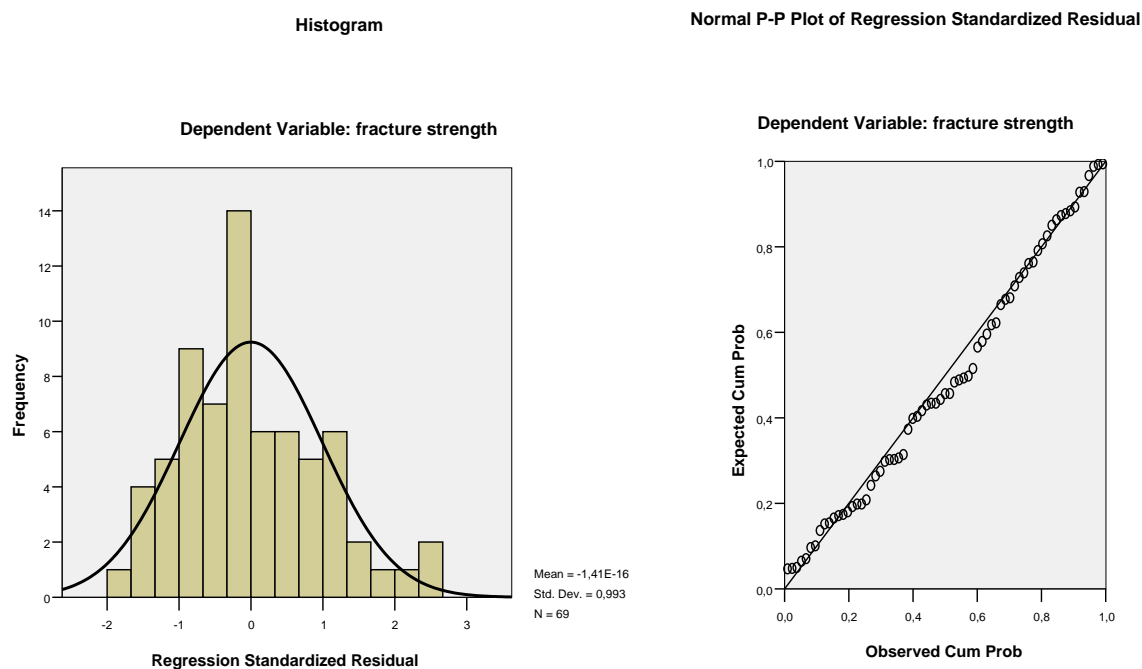 Histogram
Dependent Variable: fracture strength
Frequency
14
12
10
8
6
4
2
0
-2 -1 0 1 2 3
Regression Standardized Residual
Mean = -1,41E-16
Std. Dev. = 0,993
N = 69
Normal P-P Plot of Regression Standardized Residual
Dependent Variable: fracture strength
Expected Cum Prob
1,0
0,8
0,6
0,4
0,2
0,0
0,0 0,2 0,4 0,6 0,8 1,0
Observed Cum Prob